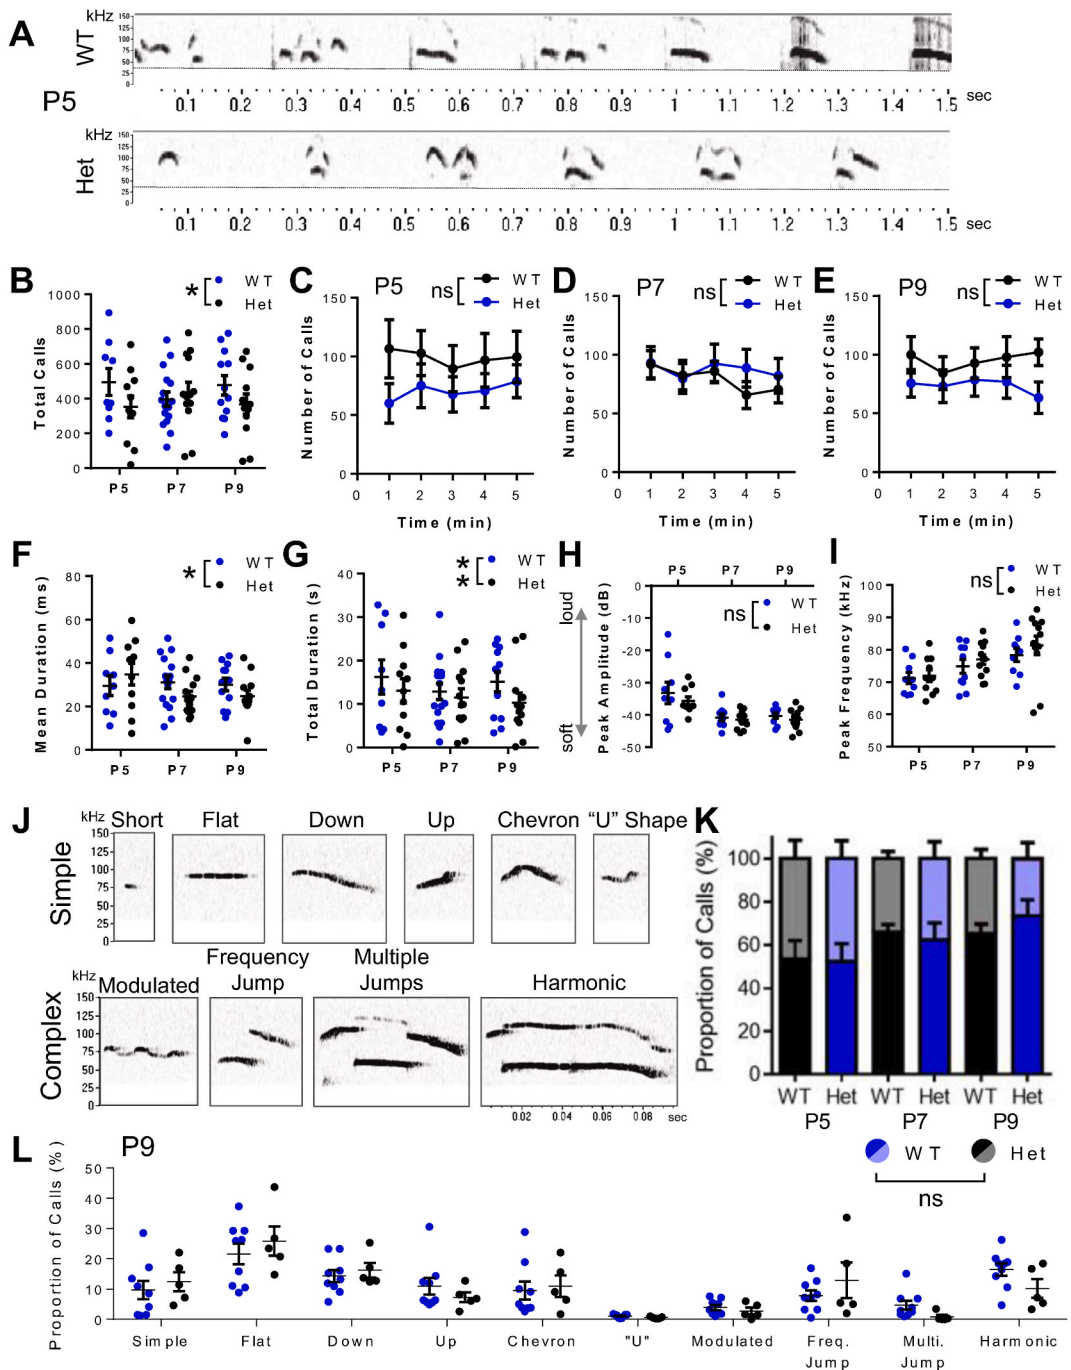 A
WT
kHz
150
125
100
75
50
25
0
0.1 0.2 0.3 0.4 0.5 0.6 0.7 0.8 0.9 1 1.1 1.2 1.3 1.4 1.5 sec
P5
Het
kHz
150
125
100
75
50
25
0
0.1 0.2 0.3 0.4 0.5 0.6 0.7 0.8 0.9 1 1.1 1.2 1.3 1.4 1.5 sec
B
* WT
Het
Total Calls
1000
800
600
400
200
0
P5 P7 P9
C
P5
ns WT
Het
Number of Calls
150
100
50
0
0 1 2 3 4 5
Time (min)
D
P7
ns WT
Het
Number of Calls
150
100
50
0
0 1 2 3 4 5
Time (min)
E
P9
ns WT
Het
Number of Calls
150
100
50
0
0 1 2 3 4 5
Time (min)
F
* WT
Het
Mean Duration (ms)
80
60
40
20
0
P5 P7 P9
G
* WT
* Het
Total Duration (s)
40
30
20
10
0
P5 P7 P9
H
loud
soft
Peak Amplitude (dB)
P5 P7 P9
0
-10
-20
-30
-40
-50
ns WT
Het
I
ns WT
Het
Peak Frequency (kHz)
100
90
80
70
60
50
P5 P7 P9
J
Simple
kHz
Short Flat Down Up Chevron "U" Shape
150
125
100
75
50
25
0
Complex
kHz
Modulated Frequency Jump Multiple Jumps Harmonic
150
125
100
75
50
25
0
0.02 0.04 0.06 0.08 sec
K
Proportion of Calls (%)
100
80
60
40
20
0
WT Het WT Het WT Het
P5 P7 P9
WT Het
ns
L
P9
Proportion of Calls (%)
50
40
30
20
10
0
Simple Flat Down Up Chevron "U" Modulated Freq. Jump Multi. Jump Harmonic